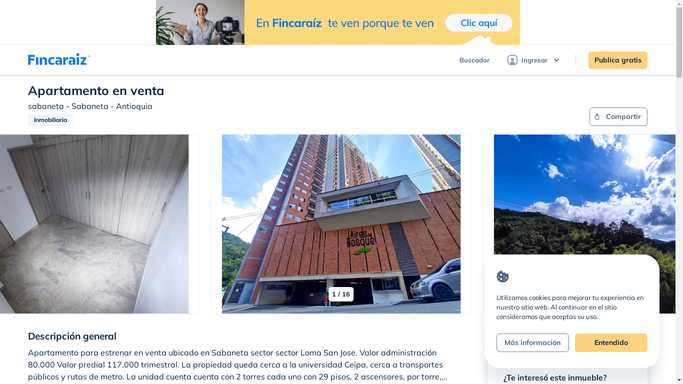 En Fincaraíz te ven porque te ven
Clic aquí
Fincaraiz
Buscador
Ingresar
Publica gratis
Apartamento en venta
sabaneta - Sabaneta - Antioquia
Inmobiliaria
Compartir
Bosque
1 / 16
Utilizamos cookies para mejorar tu experiencia en
nuestro sitio web. Al continuar en el sitio
consideramos que aceptas su uso.
Más información
Entendido
Descripción general
Apartamento para estrenar en venta ubicado en Sabaneta sector sector Loma San Jose. Valor administración
80.000 Valor predial 117.000 trimestral. La propiedad queda cerca a la universidad Ceipa, cerca a transportes
públicos y rutas de metro. La unidad cuenta cuenta con 2 torres cada uno con 29 pisos, 2 ascensores, por torre,...
¿Te interesó este inmueble?